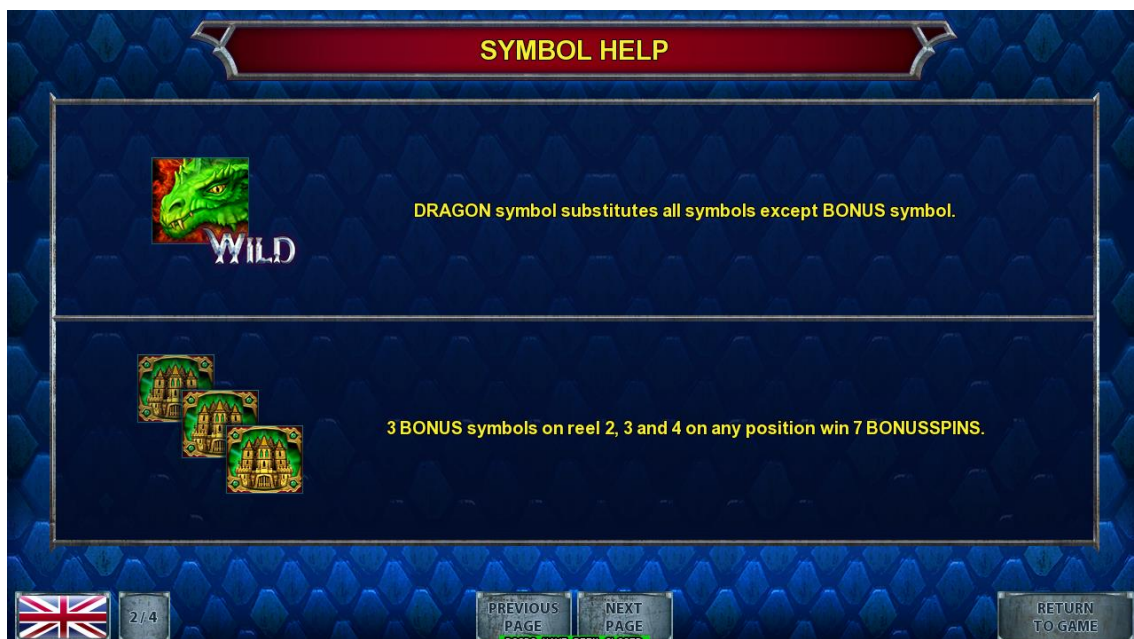 SYMBOL HELP
DRAGON symbol substitutes all symbols except BONUS symbol.
WILD
3 BONUS symbols on reel 2, 3 and 4 on any position win 7 BONUSSPINS.
2/4
PREVIOUS
PAGE
NEXT
PAGE
RETURN
TO GAME